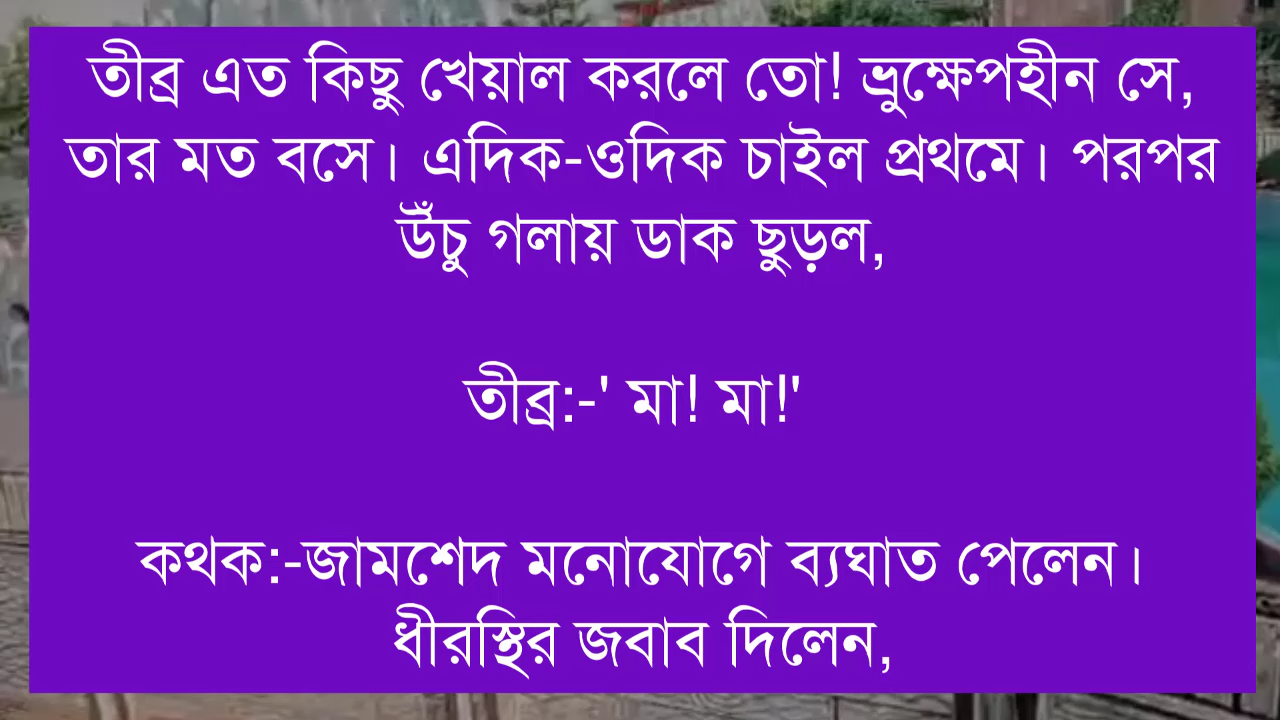 তীব্র এত কিছু খেয়াল করলে তো! ভ্রুক্ষেপহীন সে,
তার মত বসে। এদিক-ওদিক চাইল প্রথমে। পরপর
উঁচু গলায় ডাক ছুড়ল,
তীব্র:-' মা! মা!'
কথক:-জামশেদ মনোযোগে ব্যঘাত পেলেন।
ধীরস্থির জবাব দিলেন,